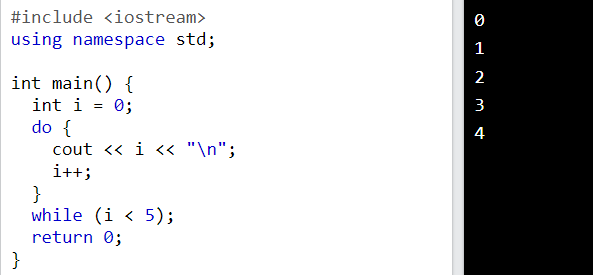 #include <iostream>
using namespace std;
int main() {
  int i = 0;
  do {
    cout << i << "\n";
    i++;
  }
  while (i < 5);
  return 0;
}
0
1
2
3
4